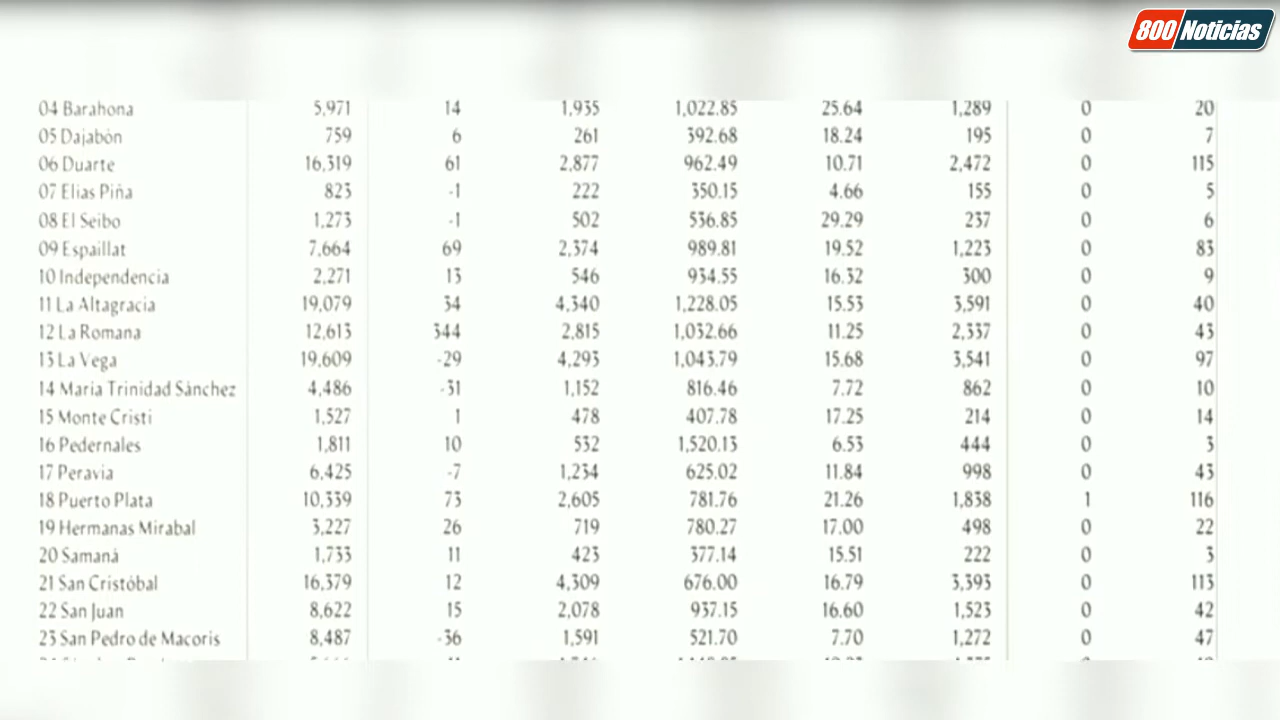 800 Noticias
04 Barahona 5,971 14 1,935 1,022.85 25.64 1,289 0 20
05 Dajabón 759 6 261 392.68 18.24 195 0 7
06 Duarte 16,319 61 2,877 962.49 10.71 2,472 0 115
07 Elías Piña 823 -1 222 350.15 4.66 155 0 5
08 El Seibo 1,273 -1 502 536.85 29.29 237 0 6
09 Espaillat 7,664 69 2,374 989.81 19.52 1,223 0 83
10 Independencia 2,271 13 546 934.55 16.32 300 0 9
11 La Altagracia 19,079 34 4,340 1,228.05 15.53 3,591 0 40
12 La Romana 12,613 344 2,815 1,032.66 11.25 2,337 0 43
13 La Vega 19,609 -29 4,293 1,043.79 15.68 3,541 0 97
14 María Trinidad Sánchez 4,486 -31 1,152 816.46 7.72 862 0 10
15 Monte Cristi 1,527 1 478 407.78 17.25 214 0 14
16 Pedernales 1,811 10 532 1,520.13 6.53 444 0 3
17 Peravia 6,425 -7 1,234 625.02 11.84 998 0 43
18 Puerto Plata 10,339 73 2,605 781.76 21.26 1,838 1 116
19 Hermanas Mirabal 3,227 26 719 780.27 17.00 498 0 22
20 Samaná 1,733 11 423 377.14 15.51 222 0 3
21 San Cristóbal 16,379 12 4,309 676.00 16.79 3,393 0 113
22 San Juan 8,622 15 2,078 937.15 16.60 1,523 0 42
23 San Pedro de Macorís 8,487 -36 1,591 521.70 7.70 1,272 0 47